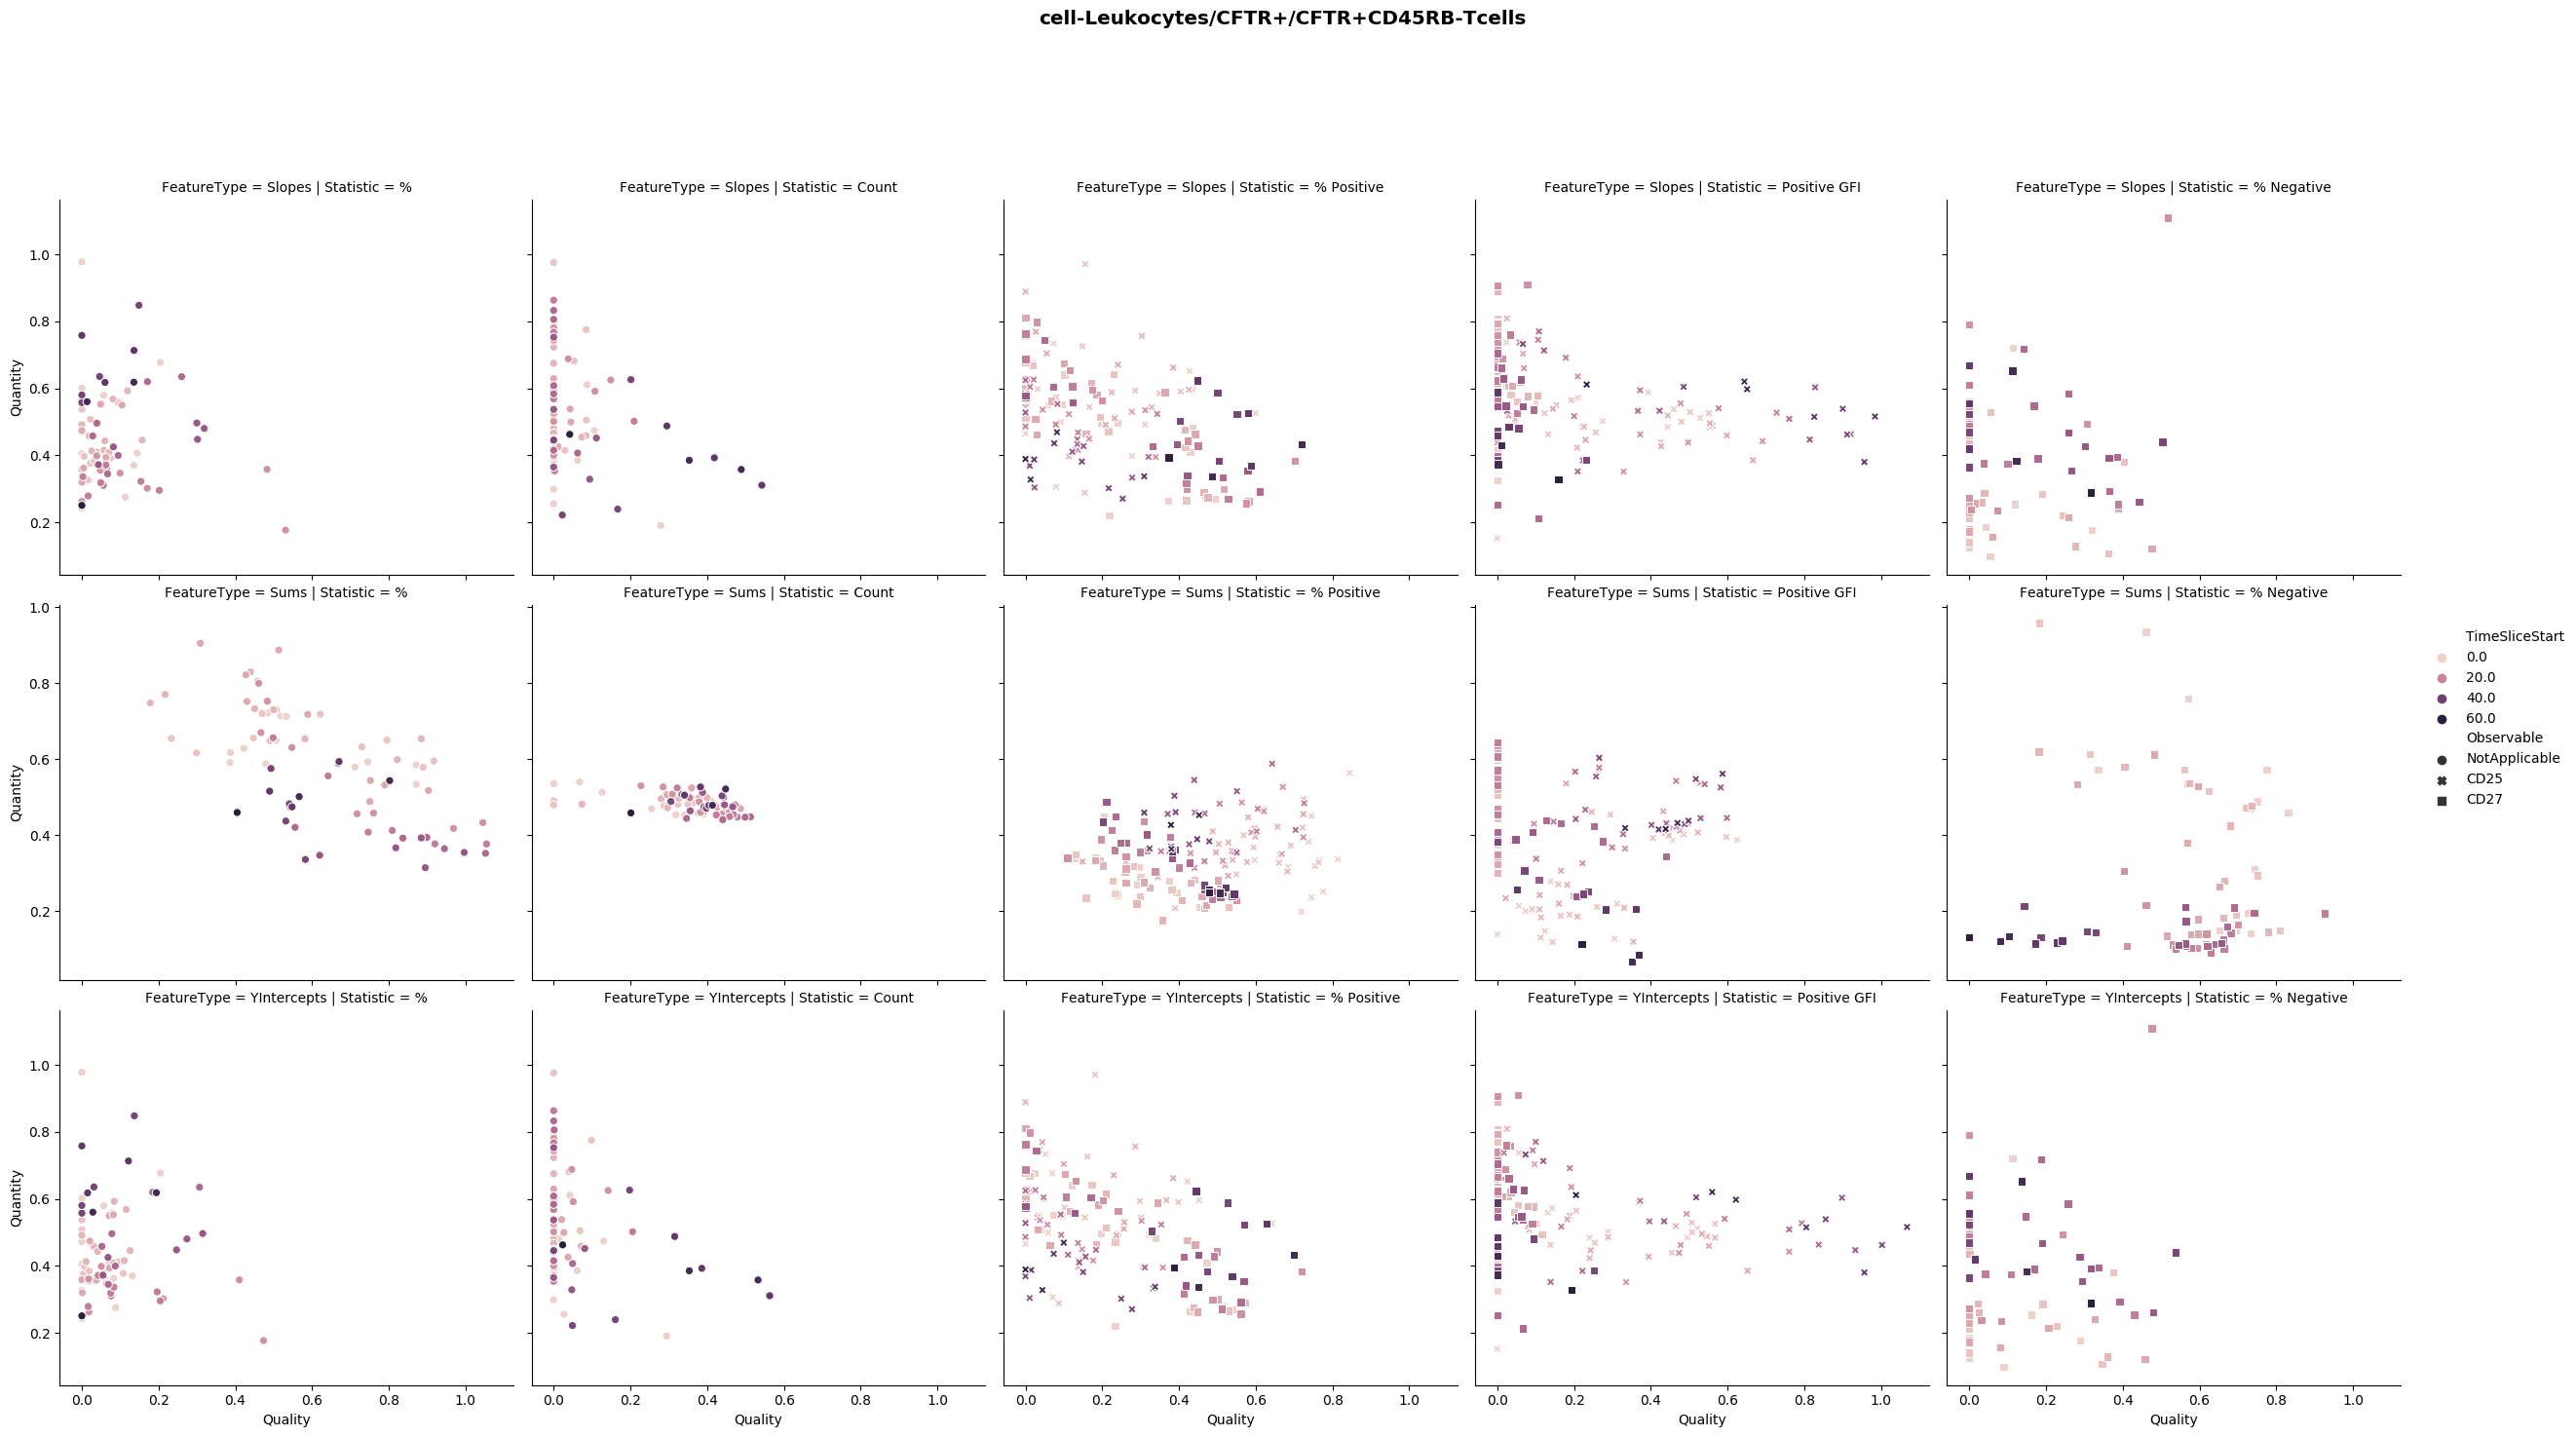 cell-Leukocytes/CFTR+/CFTR+CD45RB-Tcells
FeatureType = Slopes | Statistic = %
FeatureType = Slopes | Statistic = Count
FeatureType = Slopes | Statistic = % Positive
FeatureType = Slopes | Statistic = Positive GFI
FeatureType = Slopes | Statistic = % Negative
Quantity
1.0
0.8
0.6
0.4
0.2
FeatureType = Sums | Statistic = %
FeatureType = Sums | Statistic = Count
FeatureType = Sums | Statistic = % Positive
FeatureType = Sums | Statistic = Positive GFI
FeatureType = Sums | Statistic = % Negative
Quantity
1.0
0.8
0.6
0.4
0.2
TimeSliceStart
0.0
20.0
40.0
60.0
Observable
NotApplicable
CD25
CD27
FeatureType = YIntercepts | Statistic = %
FeatureType = YIntercepts | Statistic = Count
FeatureType = YIntercepts | Statistic = % Positive
FeatureType = YIntercepts | Statistic = Positive GFI
FeatureType = YIntercepts | Statistic = % Negative
Quantity
1.0
0.8
0.6
0.4
0.2
0.0 0.2 0.4 0.6 0.8 1.0
Quality
0.0 0.2 0.4 0.6 0.8 1.0
Quality
0.0 0.2 0.4 0.6 0.8 1.0
Quality
0.0 0.2 0.4 0.6 0.8 1.0
Quality
0.0 0.2 0.4 0.6 0.8 1.0
Quality